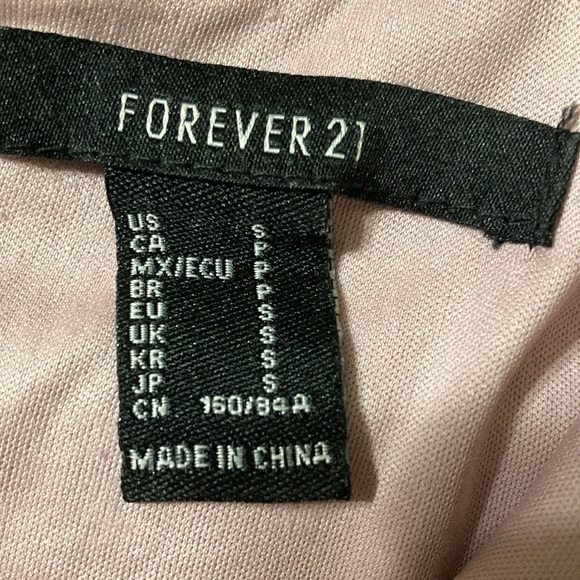 FOREVER 21
US S
CA P
MX/ECU P
BR P
EU S
UK S
KR S
JP S
CN 160/84A
MADE IN CHINA